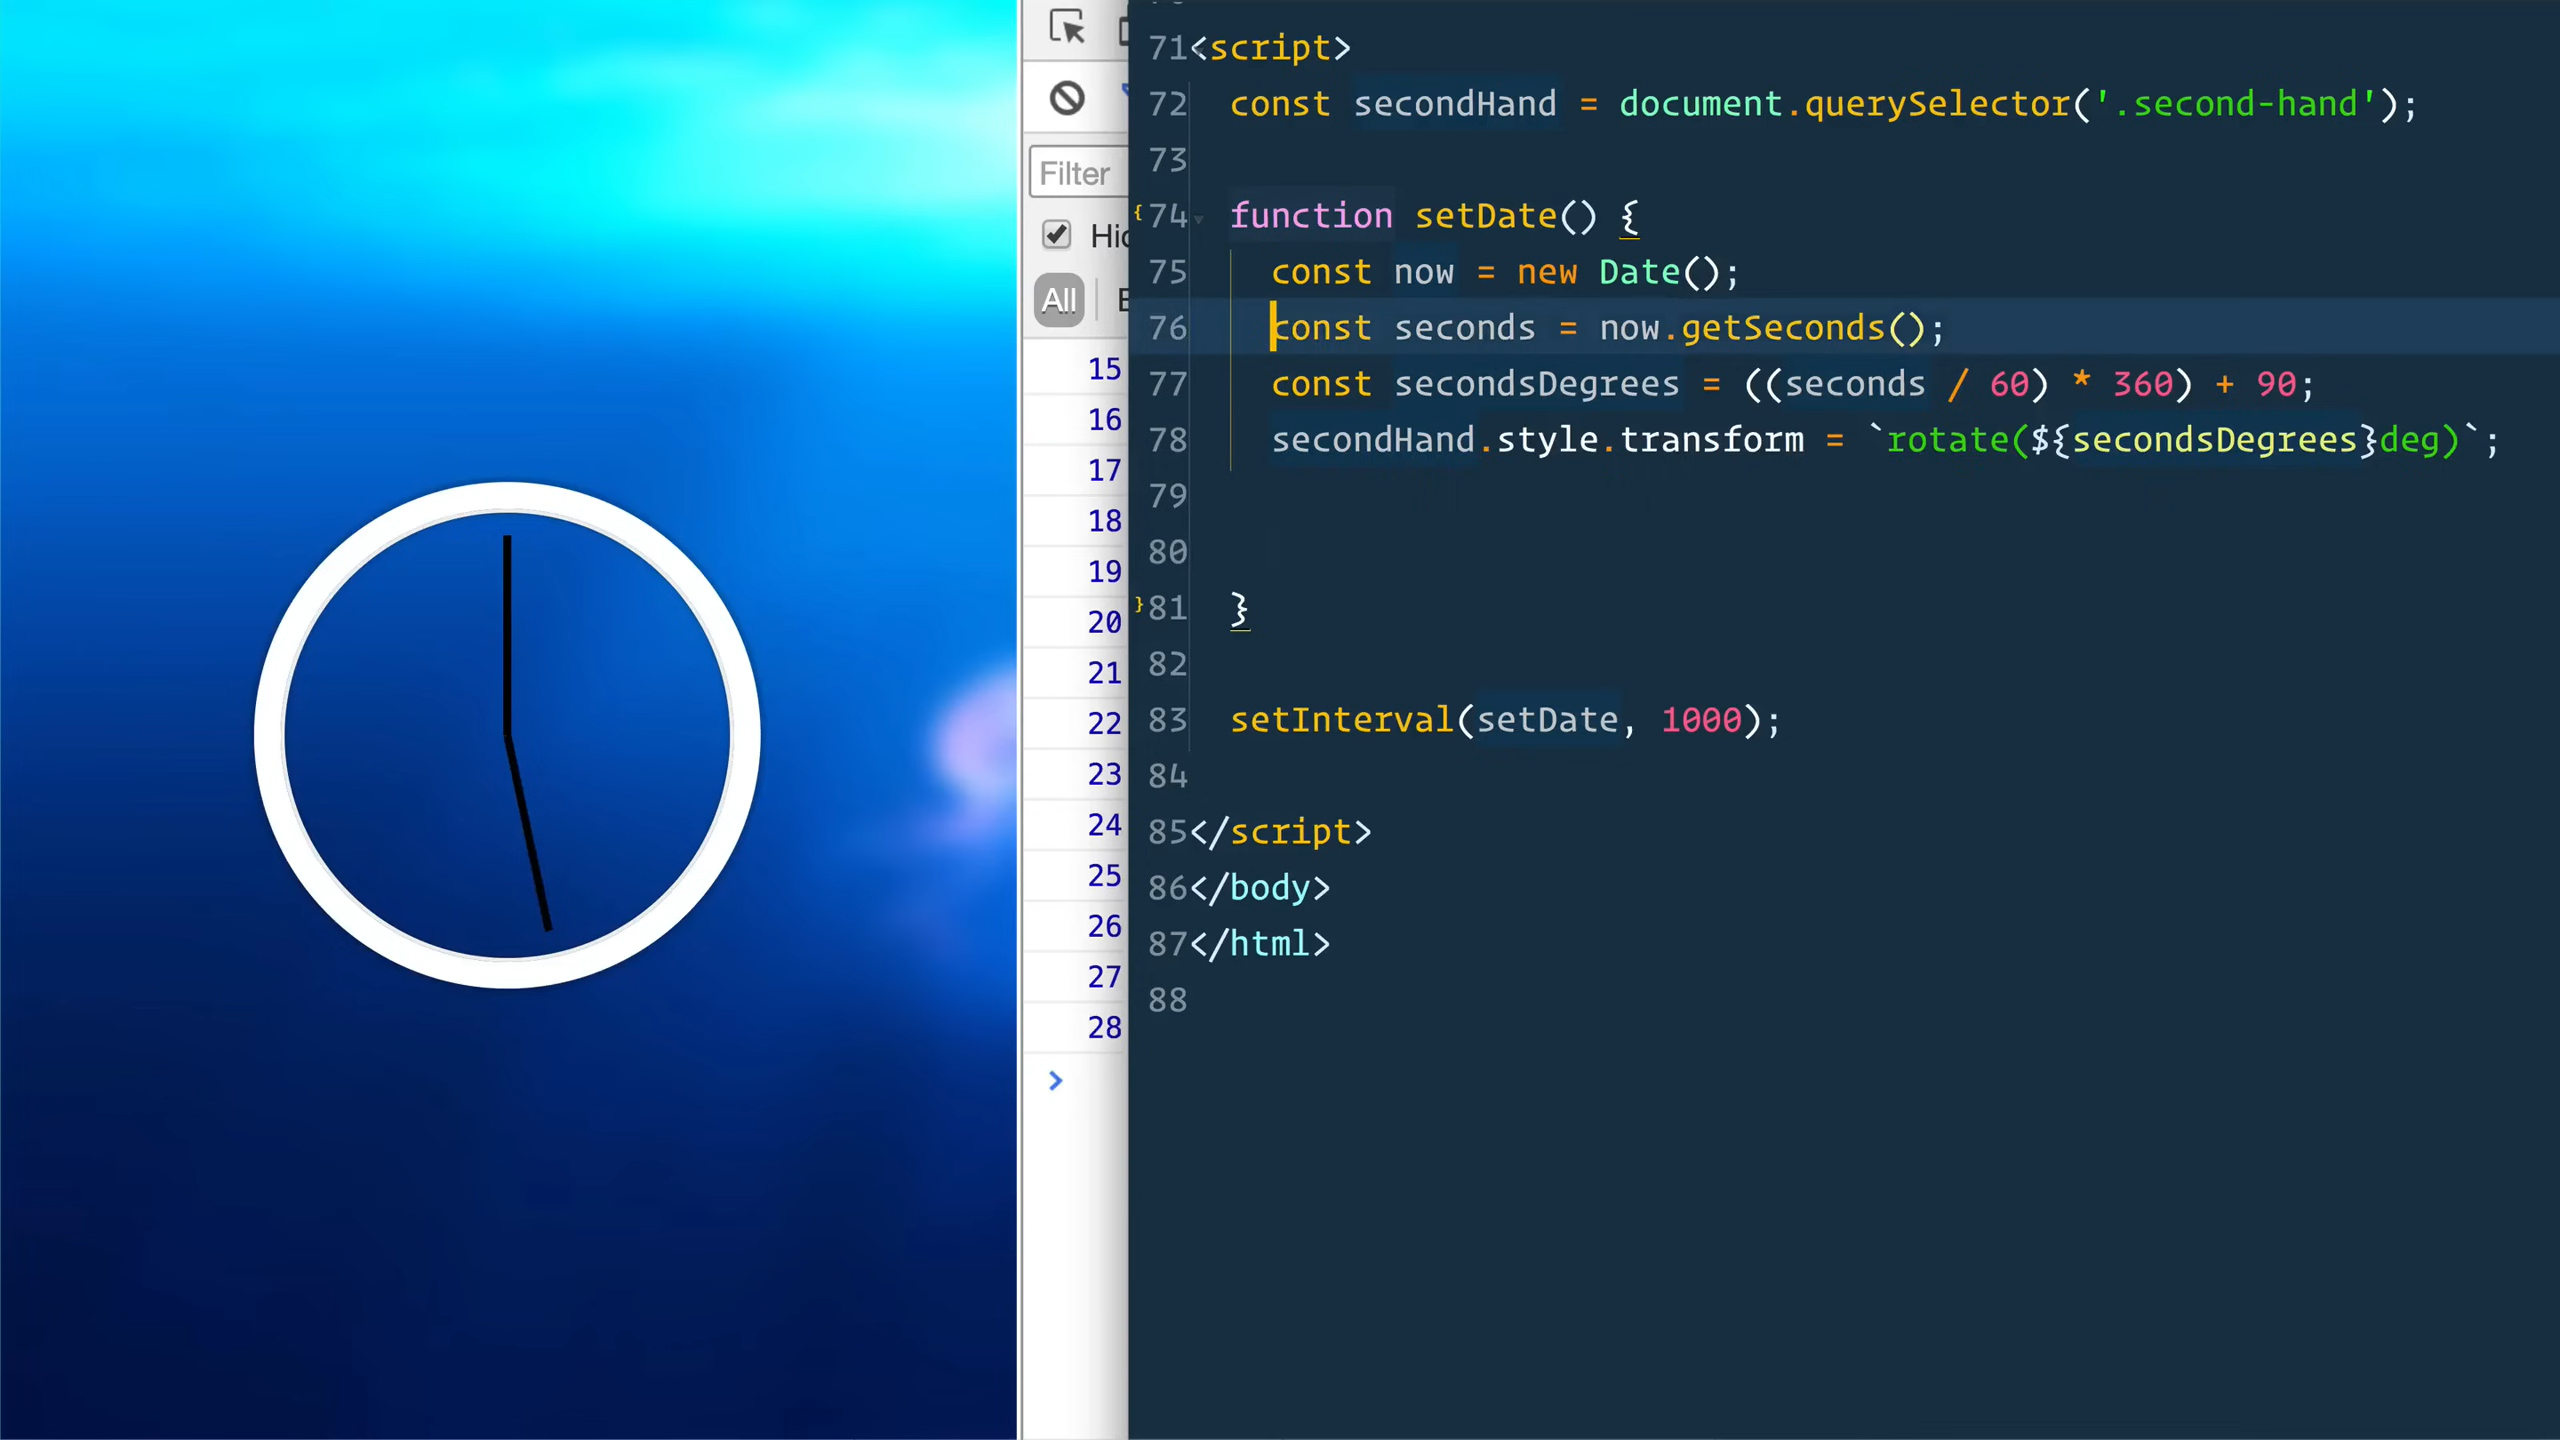 Filter
Hid
All
15
16
17
18
19
20
21
22
23
24
25
26
27
28
71 <script>
72 const secondHand = document.querySelector('.second-hand');
73
74 function setDate() {
75 const now = new Date();
76 const seconds = now.getSeconds();
77 const secondsDegrees = ((seconds / 60) * 360) + 90;
78 secondHand.style.transform = `rotate(${secondsDegrees}deg)`;
79
80
81 }
82
83 setInterval(setDate, 1000);
84
85 </script>
86 </body>
87 </html>
88